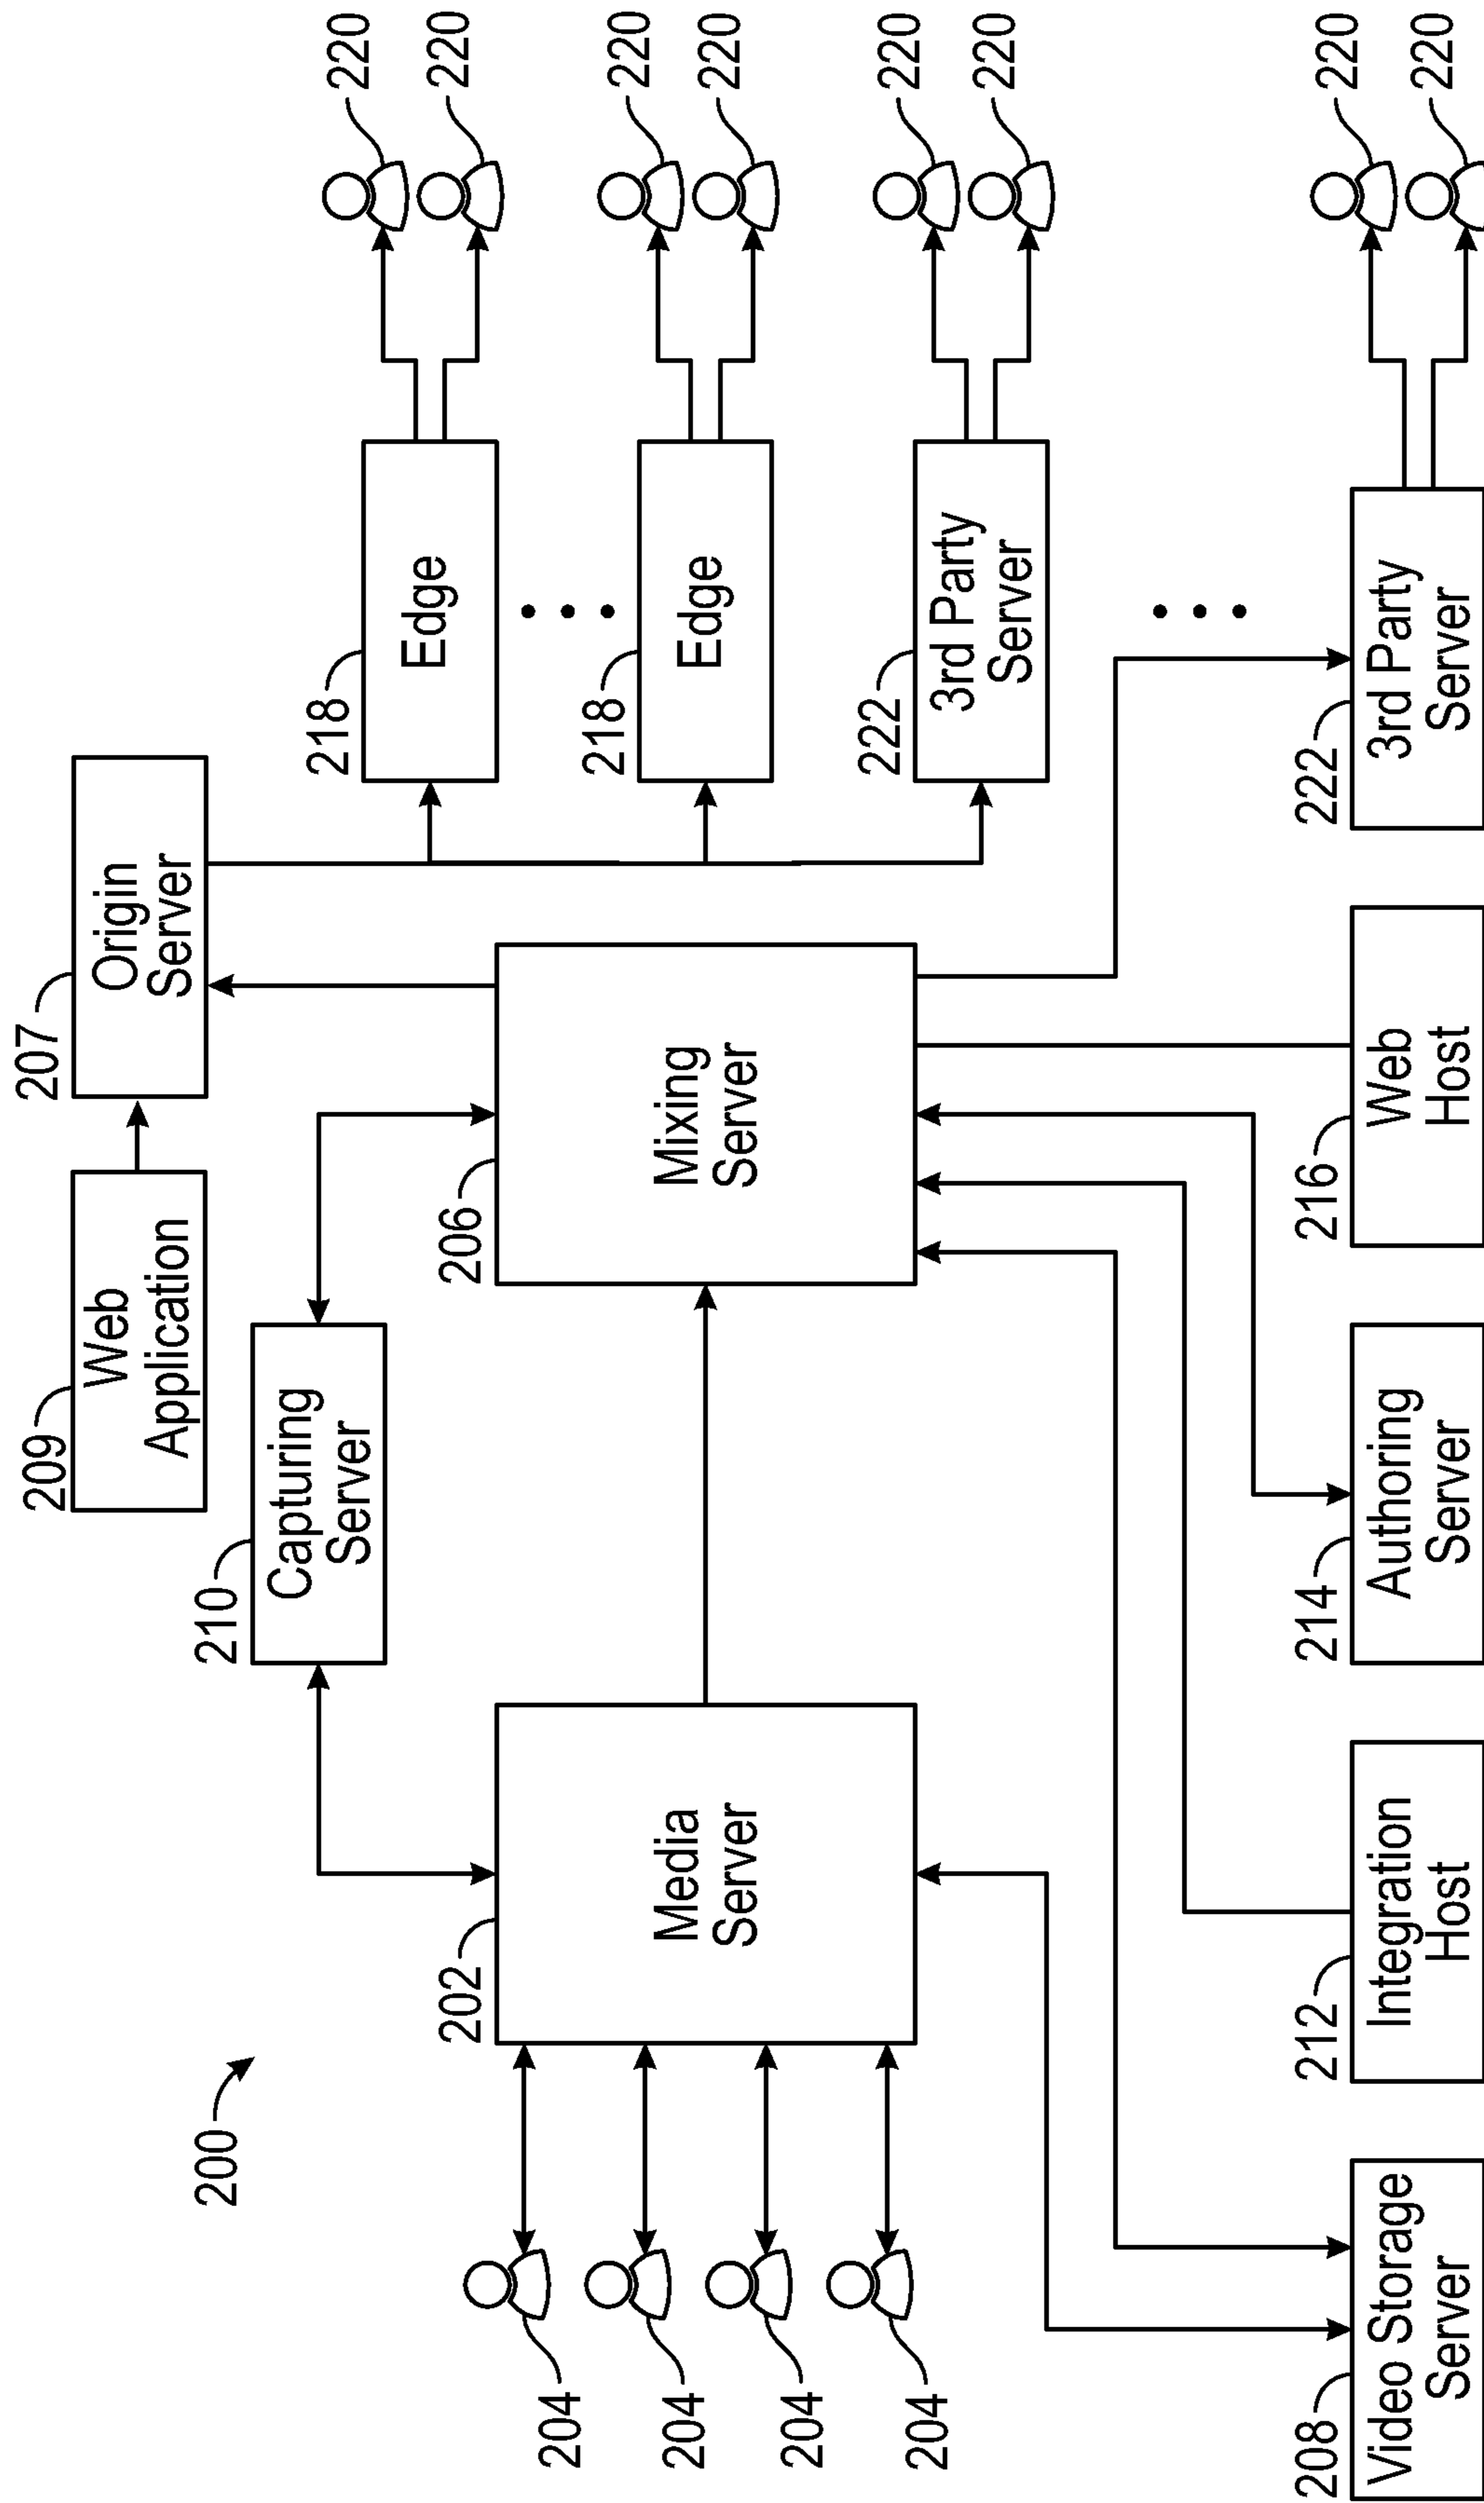 200
207
Origin
Server
209
Web
Application
210
Capturing
Server
202
Media
Server
206
Mixing
Server
204
204
204
204
218
Edge
218
Edge
222
3rd Party
Server
220
220
220
220
220
220
208
Video Storage
Server
212
Integration
Host
214
Authoring
Server
216
Web
Host
222
3rd Party
Server
220
220